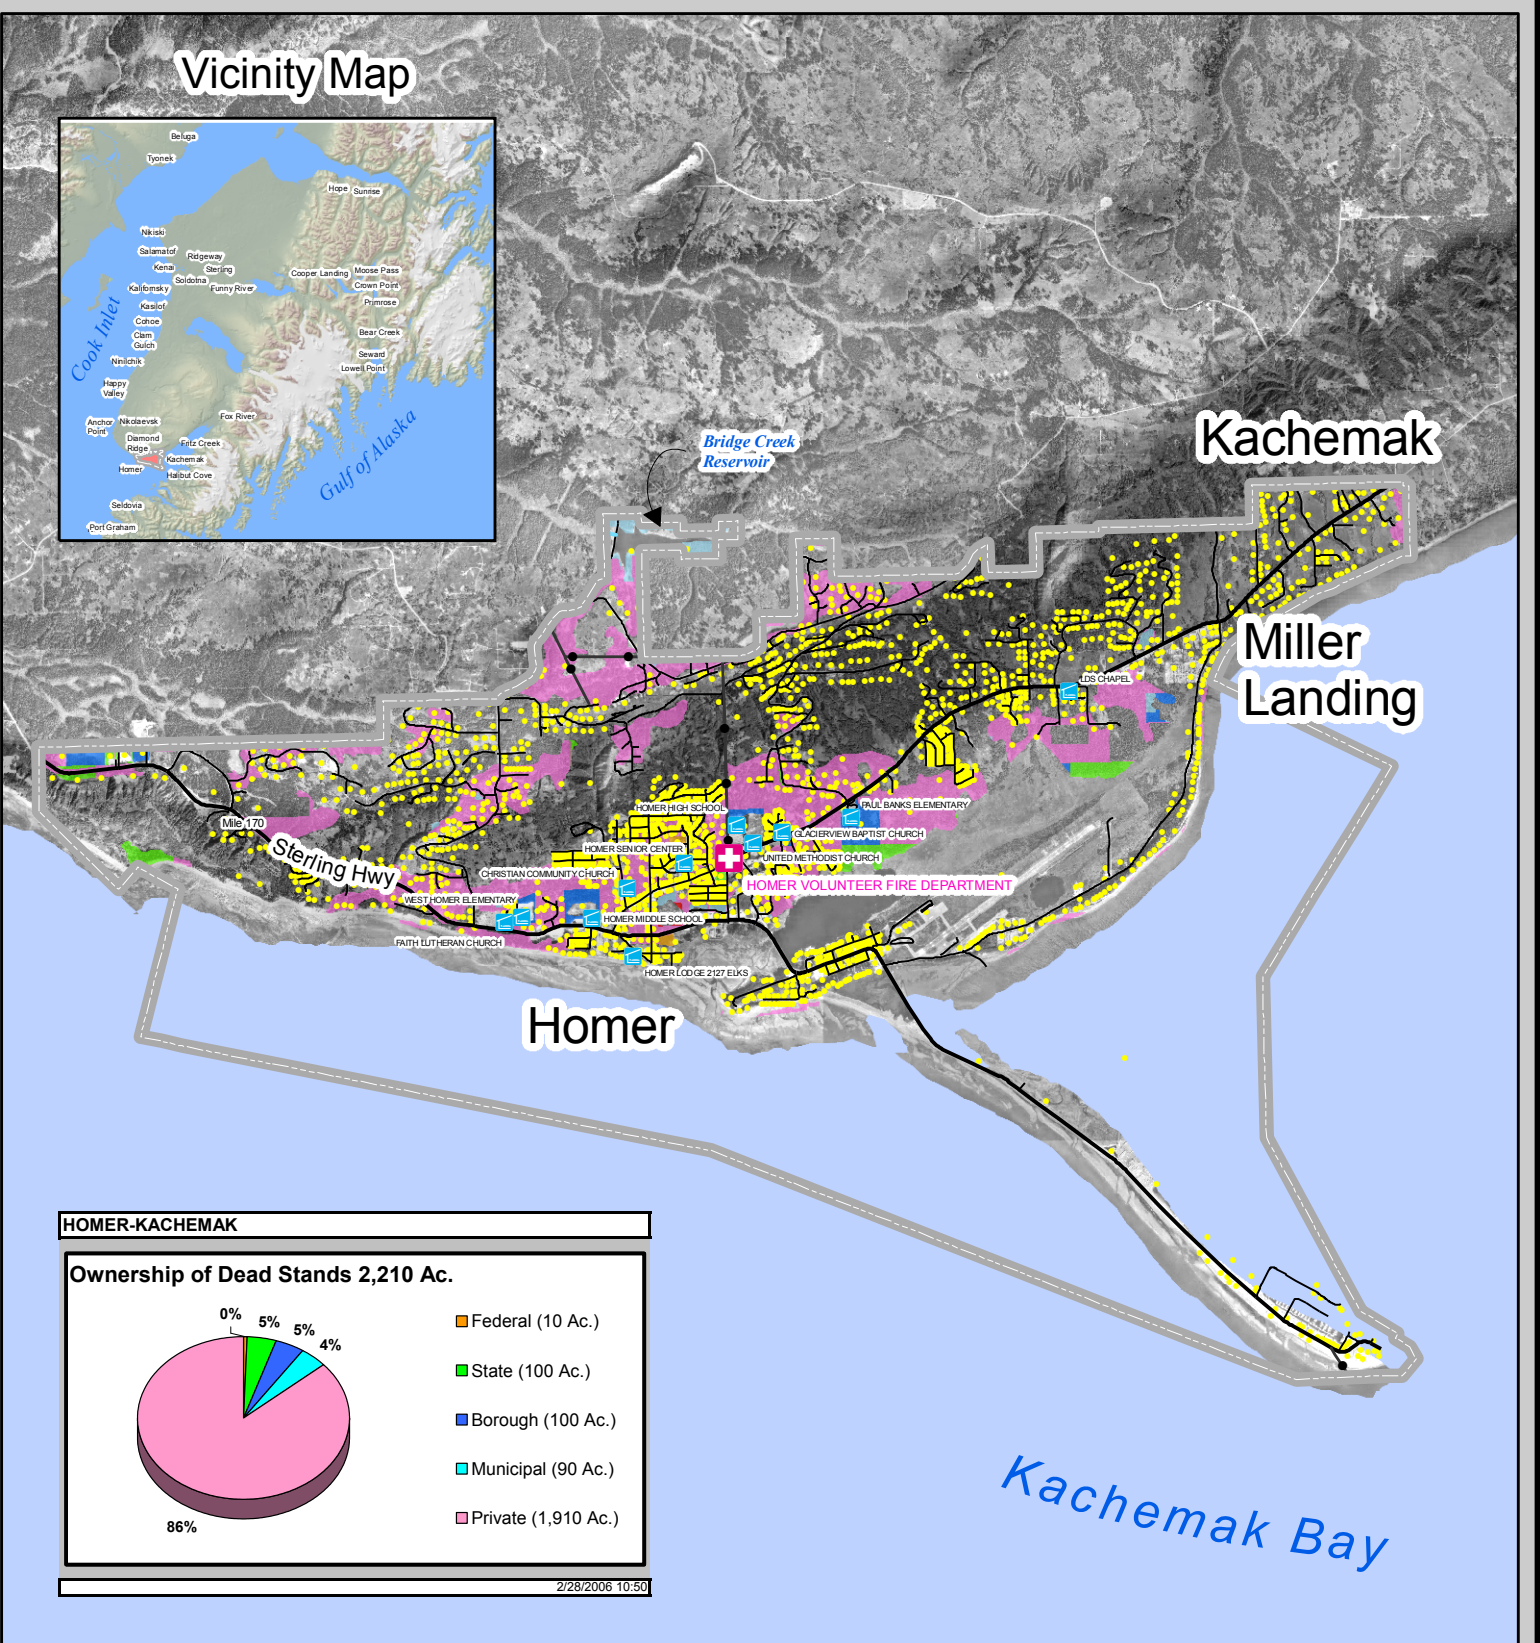 Vicinity Map
Beluga
Tyonek
Hope
Sunrise
Nikiski
Salamatof
Ridgeway
Kenai
Sterling
Soldotna
Kalifornsky
Funny River
Cooper Landing
Moose Pass
Crown Point
Primrose
Kasilof
Cohoe
Clam
Gulch
Bear Creek
Seward
Lowell Point
Ninilchik
Happy
Valley
Cook Inlet
Anchor
Point
Nikolaevsk
Fox River
Diamond
Ridge
Fritz Creek
Kachemak
Homer
Halibut Cove
Seldovia
Port Graham
Gulf of Alaska
Bridge Creek
Reservoir
Kachemak
Miller
Landing
LDS CHAPEL
Mile 170
Sterling Hwy
HOMER HIGH SCHOOL
PAUL BANKS ELEMENTARY
GLACIERVIEW BAPTIST CHURCH
HOMER SENIOR CENTER
UNITED METHODIST CHURCH
CHRISTIAN COMMUNITY CHURCH
HOMER VOLUNTEER FIRE DEPARTMENT
WEST HOMER ELEMENTARY
HOMER MIDDLE SCHOOL
FAITH LUTHERAN CHURCH
HOMER LODGE 2127 ELKS
Homer
HOMER-KACHEMAK
Ownership of Dead Stands 2,210 Ac.
0%
5%
5%
4%
86%
Federal (10 Ac.)
State (100 Ac.)
Borough (100 Ac.)
Municipal (90 Ac.)
Private (1,910 Ac.)
2/28/2006 10:50
Kachemak Bay